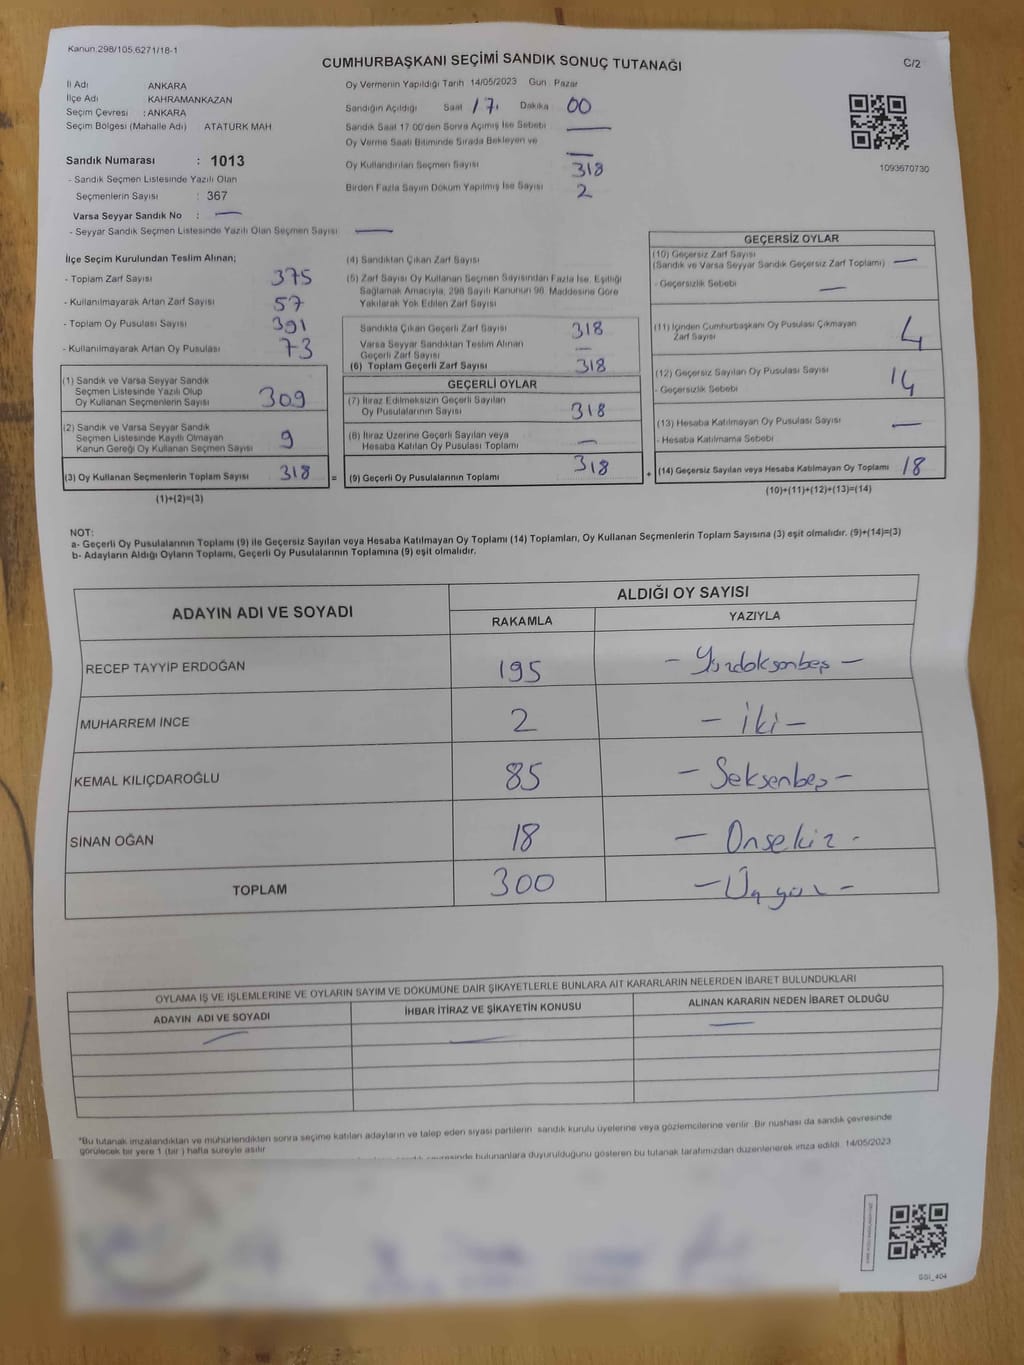 Kanun.298/105.6271/18-1
CUMHURBAŞKANI SEÇİMİ SANDIK SONUÇ TUTANAĞI
C/2
İl Adı ANKARA
İlçe Adı KAHRAMANKAZAN
Seçim Çevresi : ANKARA
Seçim Bölgesi (Mahalle Adı) ATATÜRK MAH
Sandık Numarası : 1013
- Sandık Seçmen Listesinde Yazılı Olan
Seçmenlerin Sayısı : 367
Varsa Seyyar Sandık No : —
- Seyyar Sandık Seçmen Listesinde Yazılı Olan Seçmen Sayısı —
Oy Vermenin Yapıldığı Tarih 14/05/2023 Gün : Pazar
Sandığın Açıldığı Saat 17. Dakika 00
Sandık Saat 17:00'den Sonra Açılmış İse Sebebi —
Oy Verme Saati Bitiminde Sırada Bekleyen ve
Oy Kullandırılan Seçmen Sayısı 318
Birden Fazla Sayım Döküm Yapılmış İse Sayısı 2
1093670730
İlçe Seçim Kurulundan Teslim Alınan;
- Toplam Zarf Sayısı 375
- Kullanılmayarak Artan Zarf Sayısı 57
- Toplam Oy Pusulası Sayısı 391
- Kullanılmayarak Artan Oy Pusulası 73
(1) Sandık ve Varsa Seyyar Sandık
Seçmen Listesinde Yazılı Olup
Oy Kullanan Seçmenlerin Sayısı 309
(2) Sandık ve Varsa Seyyar Sandık
Seçmen Listesinde Kayıtlı Olmayan
Kanun Gereği Oy Kullanan Seçmen Sayısı 9
(3) Oy Kullanan Seçmenlerin Toplam Sayısı 318 =
(1)+(2)=(3)
(4) Sandıktan Çıkan Zarf Sayısı
(5) Zarf Sayısı Oy Kullanan Seçmen Sayısından Fazla İse, Eşitliği
Sağlamak Amacıyla, 298 Sayılı Kanunun 98. Maddesine Göre
Yakılarak Yok Edilen Zarf Sayısı
Sandıkta Çıkan Geçerli Zarf Sayısı 318
Varsa Seyyar Sandıktan Teslim Alınan
Geçerli Zarf Sayısı —
(6) Toplam Geçerli Zarf Sayısı 318
GEÇERLİ OYLAR
(7) İtiraz Edilmeksizin Geçerli Sayılan
Oy Pusulalarının Sayısı 318
(8) İtiraz Üzerine Geçerli Sayılan veya
Hesaba Katılan Oy Pusulası Toplamı —
(9) Geçerli Oy Pusulalarının Toplamı 318 +
GEÇERSİZ OYLAR
(10) Geçersiz Zarf Sayısı
(Sandık ve Varsa Seyyar Sandık Geçersiz Zarf Toplamı) —
- Geçersizlik Sebebi —
(11) İçinden Cumhurbaşkanı Oy Pusulası Çıkmayan
Zarf Sayısı 4
(12) Geçersiz Sayılan Oy Pusulası Sayısı 14
- Geçersizlik Sebebi
(13) Hesaba Katılmayan Oy Pusulası Sayısı —
- Hesaba Katılmama Sebebi
(14) Geçersiz Sayılan veya Hesaba Katılmayan Oy Toplamı 18
(10)+(11)+(12)+(13)=(14)
NOT:
a- Geçerli Oy Pusulalarının Toplamı (9) ile Geçersiz Sayılan veya Hesaba Katılmayan Oy Toplamı (14) Toplamları, Oy Kullanan Seçmenlerin Toplam Sayısına (3) eşit olmalıdır. (9)+(14)=(3)
b- Adayların Aldığı Oyların Toplamı, Geçerli Oy Pusulalarının Toplamına (9) eşit olmalıdır.
ADAYIN ADI VE SOYADI
ALDIĞI OY SAYISI
RAKAMLA YAZIYLA
RECEP TAYYİP ERDOĞAN 195 - Yüzdoksanbeş -
MUHARREM İNCE 2 - İki -
KEMAL KILIÇDAROĞLU 85 - Seksenbeş -
SİNAN OĞAN 18 - Onsekiz -
TOPLAM 300 - Üçyüz -
OYLAMA İŞ VE İŞLEMLERİNE VE OYLARIN SAYIM VE DÖKÜMÜNE DAİR ŞİKAYETLERLE BUNLARA AİT KARARLARIN NELERDEN İBARET BULUNDUKLARI
ADAYIN ADI VE SOYADI İHBAR İTİRAZ VE ŞİKAYETİN KONUSU ALINAN KARARIN NEDEN İBARET OLDUĞU
— — —
*Bu tutanak imzalandıktan ve mühürlendikten sonra seçime katılan adayların ve talep eden siyasi partilerin sandık kurulu üyelerine veya gözlemcilerine verilir. Bir nüshası da sandık çevresinde
görülecek bir yere 1 (bir) hafta süreyle asılır
bulunanlara duyurulduğunu gösteren bu tutanak tarafımızdan düzenlenerek imza edildi. 14/05/2023